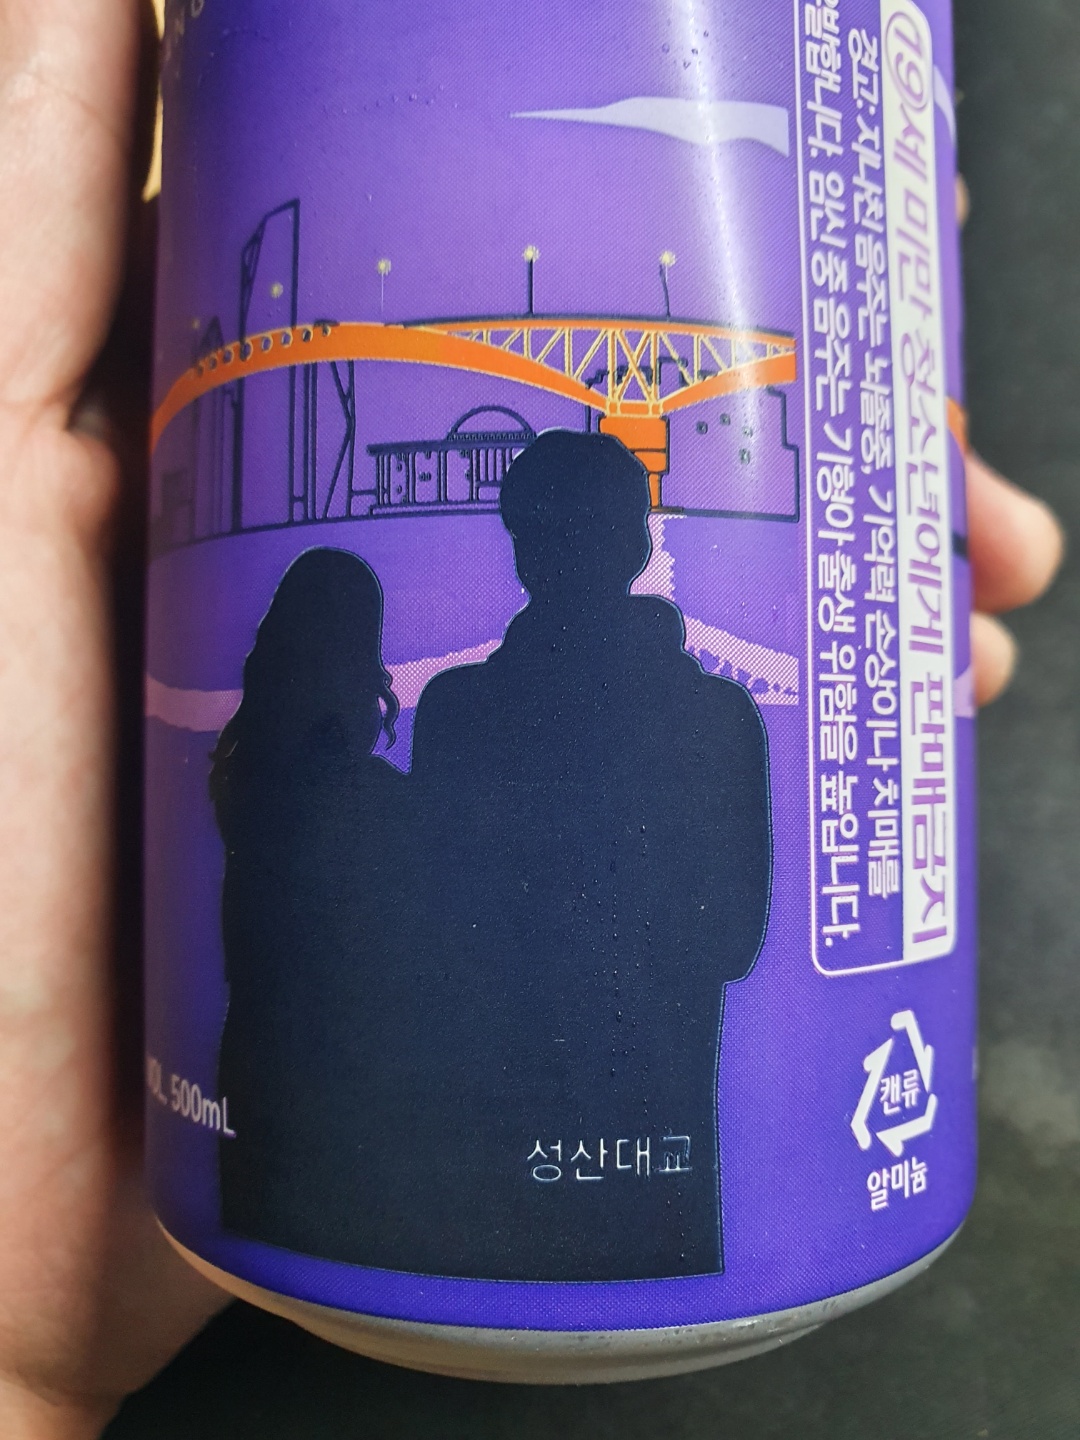 19세 미만 청소년에게 판매금지
경고: 지나친 음주는 뇌졸중, 기억력 손상이나 치매를
유발합니다. 임신 중 음주는 기형아 출생 위험을 높입니다.
500mL
성산대교
캔류
알미늄